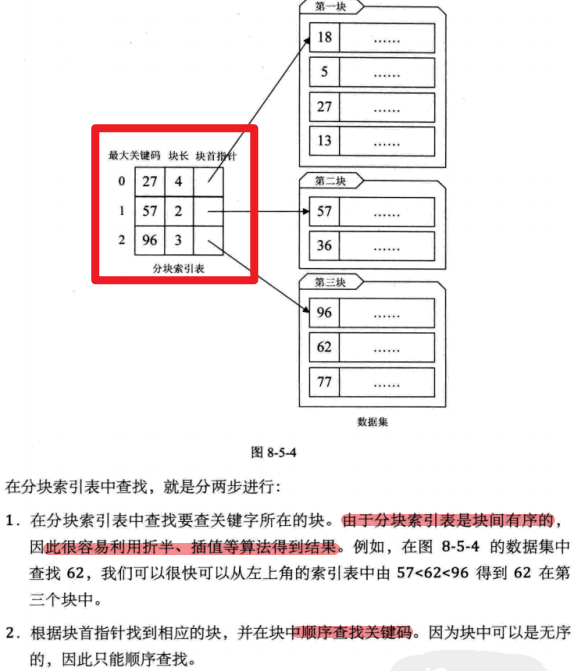 第一块
18 ……
5 ……
27 ……
13 ……
最大关键码 块长 块首指针
0 27 4
1 57 2
2 96 3
分块索引表
第二块
57 ……
36 ……
第三块
96 ……
62 ……
77 ……
数据集
图 8-5-4
在分块索引表中查找，就是分两步进行：
1．在分块索引表中查找要查关键字所在的块。由于分块索引表是块间有序的，
因此很容易利用折半、插值等算法得到结果。例如，在图 8-5-4 的数据集中
查找 62，我们可以很快可以从左上角的索引表中由 57<62<96 得到 62 在第
三个块中。
2．根据块首指针找到相应的块，并在块中顺序查找关键码。因为块中可以是无序
的，因此只能顺序查找。